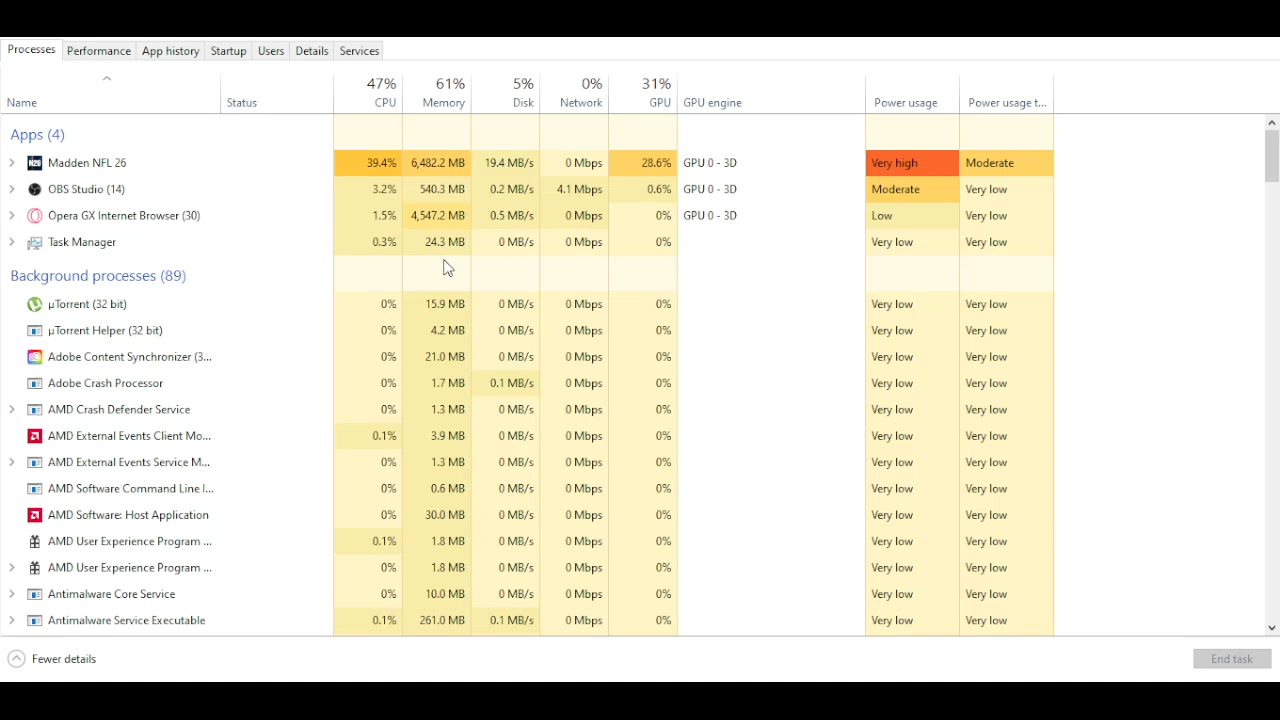 Processes Performance App history Startup Users Details Services
47% 61% 5% 0% 31%
Name Status CPU Memory Disk Network GPU GPU engine Power usage Power usage t...
Apps (4)
Madden NFL 26 39.4% 6,482.2 MB 19.4 MB/s 0 Mbps 28.6% GPU 0 - 3D Very high Moderate
OBS Studio (14) 3.2% 540.3 MB 0.2 MB/s 4.1 Mbps 0.6% GPU 0 - 3D Moderate Very low
Opera GX Internet Browser (30) 1.5% 4,547.2 MB 0.5 MB/s 0 Mbps 0% GPU 0 - 3D Low Very low
Task Manager 0.3% 24.3 MB 0 MB/s 0 Mbps 0% Very low Very low
Background processes (89)
µTorrent (32 bit) 0% 15.9 MB 0 MB/s 0 Mbps 0% Very low Very low
µTorrent Helper (32 bit) 0% 4.2 MB 0 MB/s 0 Mbps 0% Very low Very low
Adobe Content Synchronizer (3... 0% 21.0 MB 0 MB/s 0 Mbps 0% Very low Very low
Adobe Crash Processor 0% 1.7 MB 0.1 MB/s 0 Mbps 0% Very low Very low
AMD Crash Defender Service 0% 1.3 MB 0 MB/s 0 Mbps 0% Very low Very low
AMD External Events Client Mo... 0.1% 3.9 MB 0 MB/s 0 Mbps 0% Very low Very low
AMD External Events Service M... 0% 1.3 MB 0 MB/s 0 Mbps 0% Very low Very low
AMD Software Command Line I... 0% 0.6 MB 0 MB/s 0 Mbps 0% Very low Very low
AMD Software: Host Application 0% 30.0 MB 0 MB/s 0 Mbps 0% Very low Very low
AMD User Experience Program ... 0.1% 1.8 MB 0 MB/s 0 Mbps 0% Very low Very low
AMD User Experience Program ... 0% 1.8 MB 0 MB/s 0 Mbps 0% Very low Very low
Antimalware Core Service 0% 10.0 MB 0 MB/s 0 Mbps 0% Very low Very low
Antimalware Service Executable 0.1% 261.0 MB 0.1 MB/s 0 Mbps 0% Very low Very low
Fewer details End task